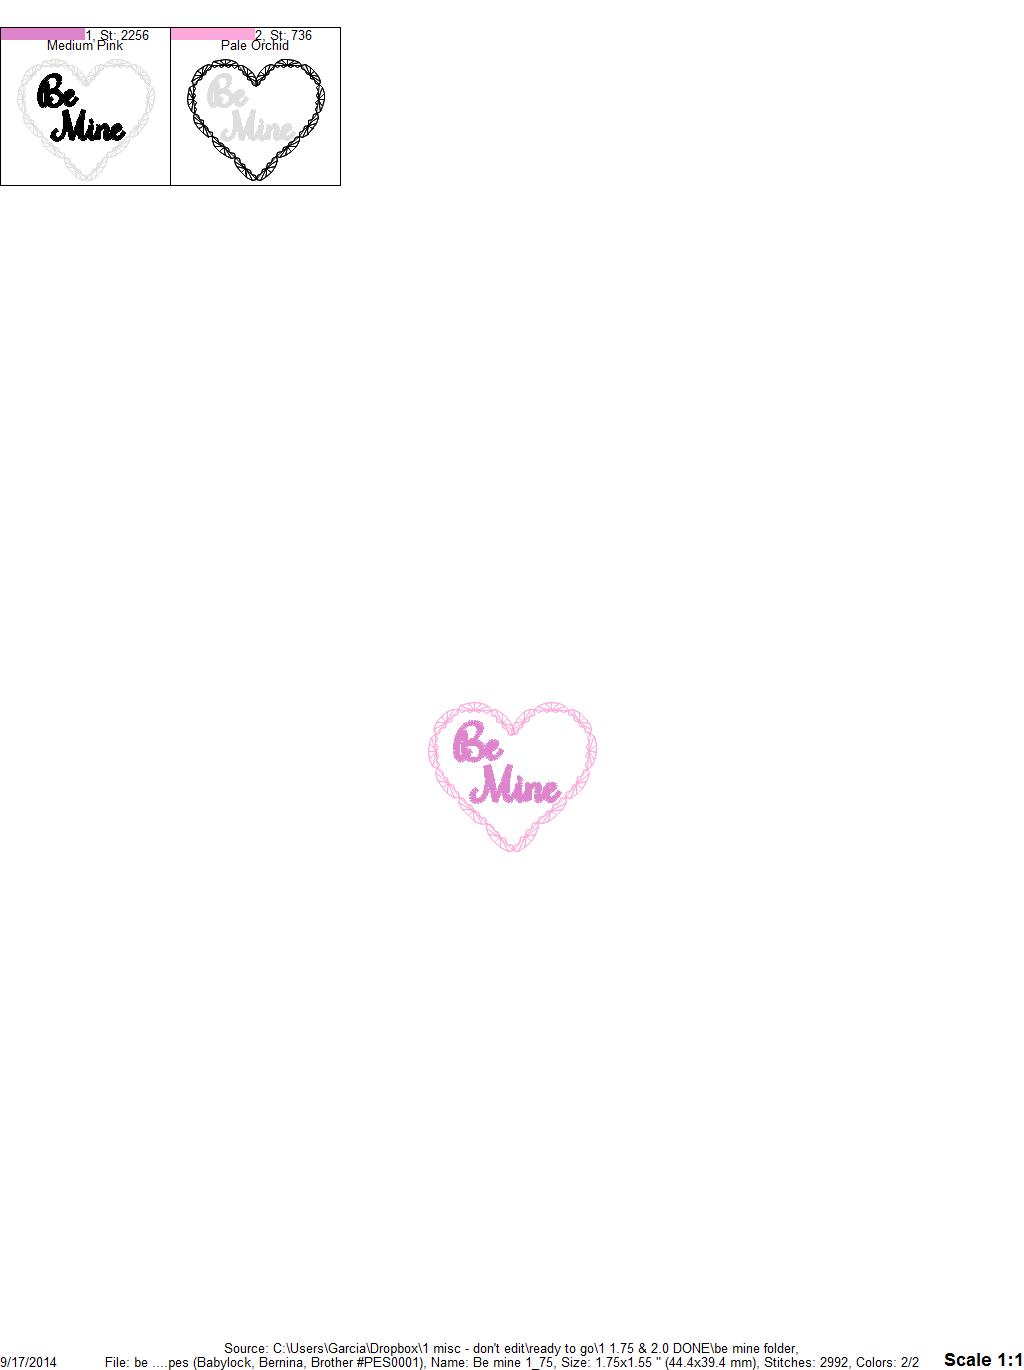 1, St: 2256
Medium Pink
2, St: 736
Pale Orchid
Be
Mine
Be
Mine
Be
Mine
Source: C:\Users\Garcia\Dropbox\1 misc - don't edit\ready to go\1 1.75 & 2.0 DONE\be mine folder,
9/17/2014 File: be ....pes (Babylock, Bernina, Brother #PES0001), Name: Be mine 1_75, Size: 1.75x1.55 " (44.4x39.4 mm), Stitches: 2992, Colors: 2/2 Scale 1:1